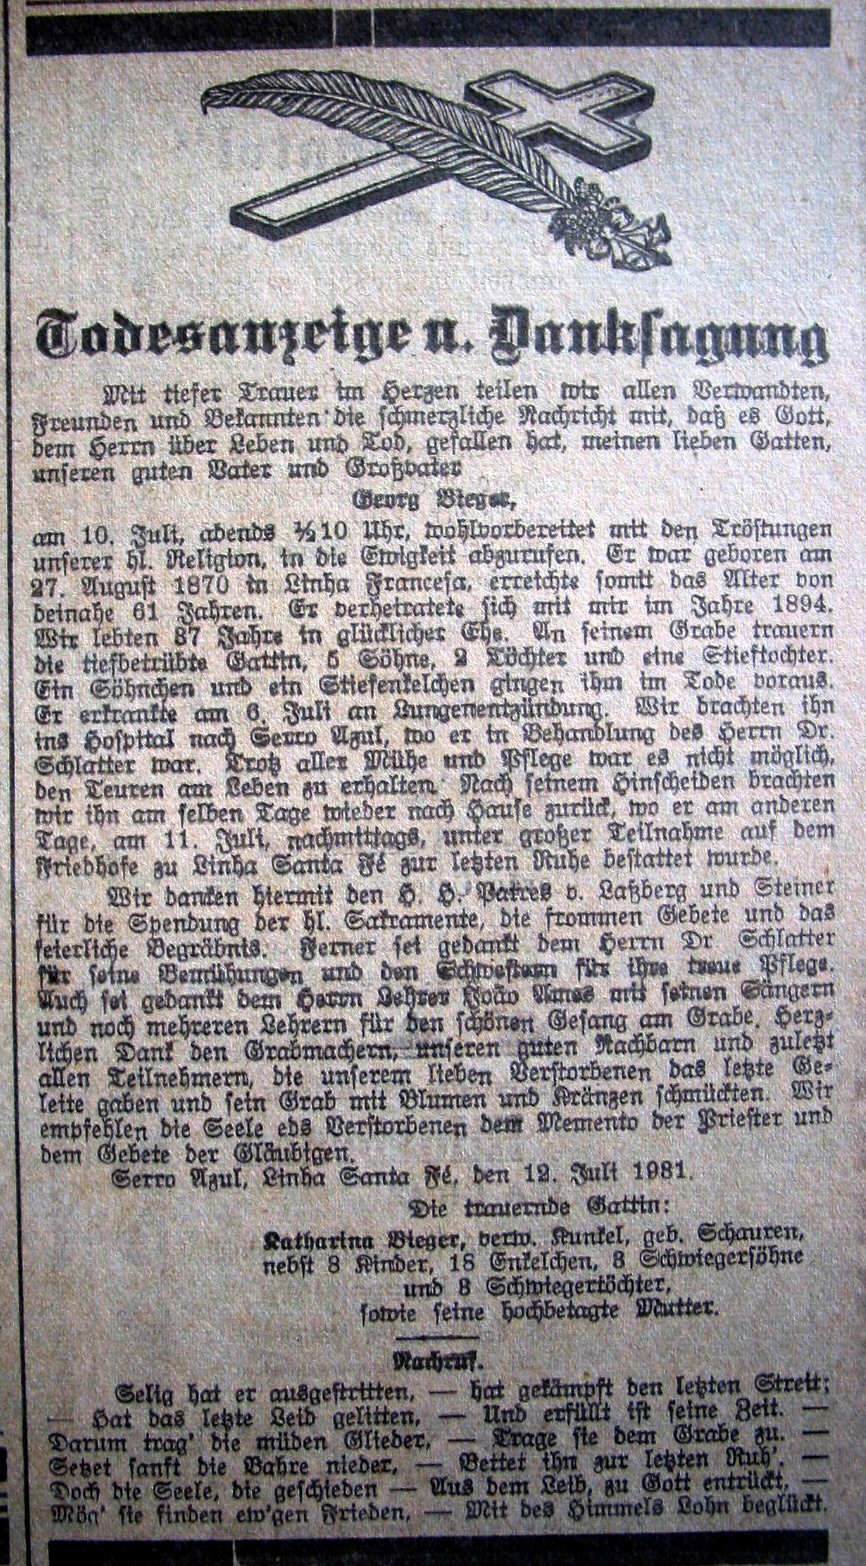 Todesanzeige u. Danksagung
Mit tiefer Trauer im Herzen teilen wir allen Verwandten,
Freunden und Bekannten die schmerzliche Nachricht mit, daß es Gott,
dem Herrn über Leben und Tod, gefallen hat, meinen lieben Gatten,
unseren guten Vater und Großvater
Georg Bieger,
am 10. Juli, abends ½10 Uhr, wohlvorbereitet mit den Tröstungen
unserer hl. Religion, in die Ewigkeit abzurufen. Er war geboren am
27. August 1870 in Linha Francesa, erreichte somit das Alter von
beinahe 61 Jahren. Er verheiratete sich mit mir im Jahre 1894.
Wir lebten 37 Jahre in glücklicher Ehe. An seinem Grabe trauern
die tiefbetrübte Gattin, 5 Söhne, 2 Töchter und eine Stieftochter.
Ein Söhnchen und ein Stiefenkelchen gingen ihm im Tode voraus.
Er erkrankte am 6. Juli an Lungenentzündung. Wir brachten ihn
ins Hospital nach Serro Azul, wo er in Behandlung des Herrn Dr.
Schlatter war. Trotz aller Mühe und Pflege war es nicht möglich,
den Teuren am Leben zu erhalten. Nach seinem Hinscheiden brachten
wir ihn am selben Tage wieder nach Hause zurück, wo er am anderen
Tage, am 11. Juli, nachmittags, unter großer Teilnahme auf dem
Friedhofe zu Linha Santa Fé zur letzten Ruhe bestattet wurde.
Wir danken hiermit den H. H. Patres v. Laßberg und Steiner
für die Spendung der hl. Sakramente, die frommen Gebete und das
feierliche Begräbnis. Ferner sei gedankt dem Herrn Dr Schlatter
für seine Bemühungen und den Schwestern für ihre treue Pflege.
Auch sei gedankt dem Herrn Lehrer João Ames mit seinen Sängern
und noch mehreren Lehrern für den schönen Gesang am Grabe. Herz-
lichen Dank den Grabmachern, unseren guten Nachbarn und zuletzt
allen Teilnehmern, die unserem lieben Verstorbenen das letzte Ge-
leite gaben und sein Grab mit Blumen und Kränzen schmückten. Wir
empfehlen die Seele eds Verstorbenen dem Memento der Priester und
dem Gebete der Gläubigen.
Serro Azul, Linha Santa Fé, den 12. Juli 1931.
Die trauernde Gattin:
Katharina Bieger, verw. Kunkel, geb. Schauren,
nebst 8 Kinder, 18 Enkelchen, 3 Schwiegersöhne
und 3 Schwiegertöchter,
sowie seine hochbetagte Mutter.
Nachruf.
Selig hat er ausgestritten, — hat gekämpft den letzten Streit;
— Hat das letzte Leid gelitten, — Und erfüllt ist seine Zeit. —
Darum trag' die müden Glieder, — Trage sie dem Grabe zu. —
Setzet sanft die Bahre nieder, — Bettet ihn zur letzten Ruh'. —
Doch die Seele, die geschieden — Aus dem Leib, zu Gott entrückt, —
Mög' sie finden ew'gen Frieden, — Mit des Himmels Lohn beglückt.